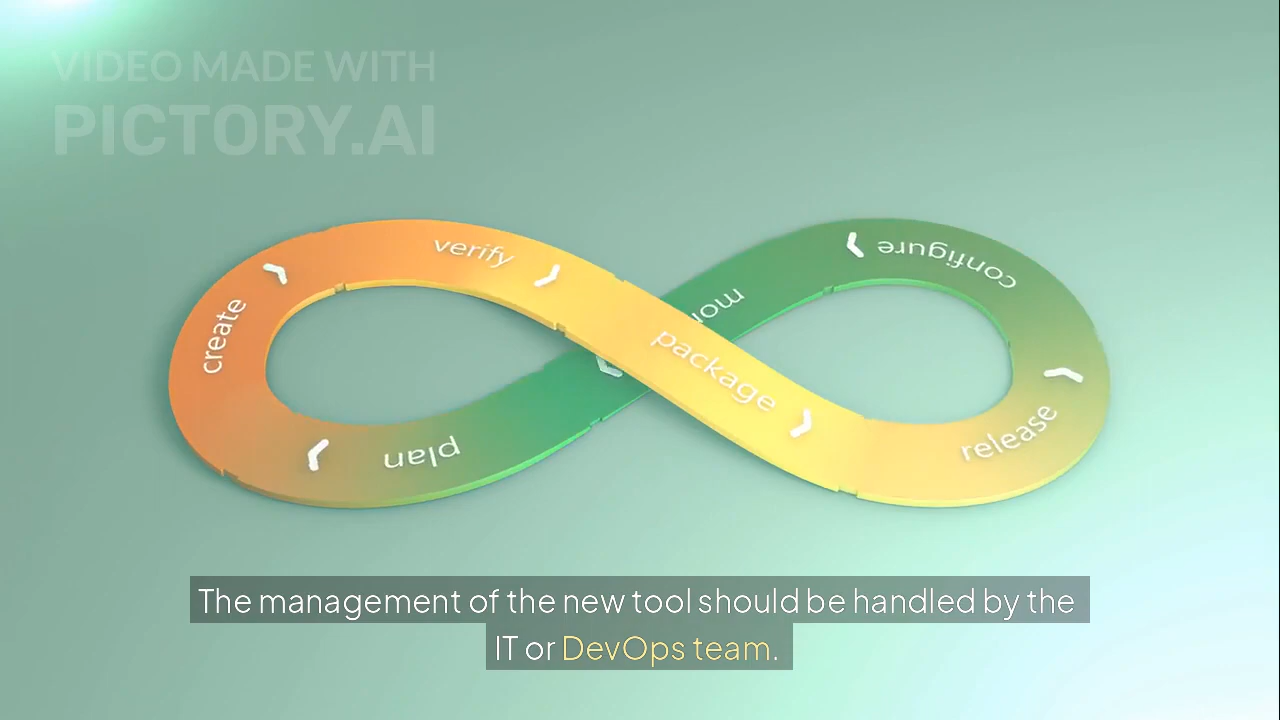 VIDEO MADE WITH
PICTORY.AI
verify
configure
create
mo
package
release
plan
The management of the new tool should be handled by the
IT or DevOps team.